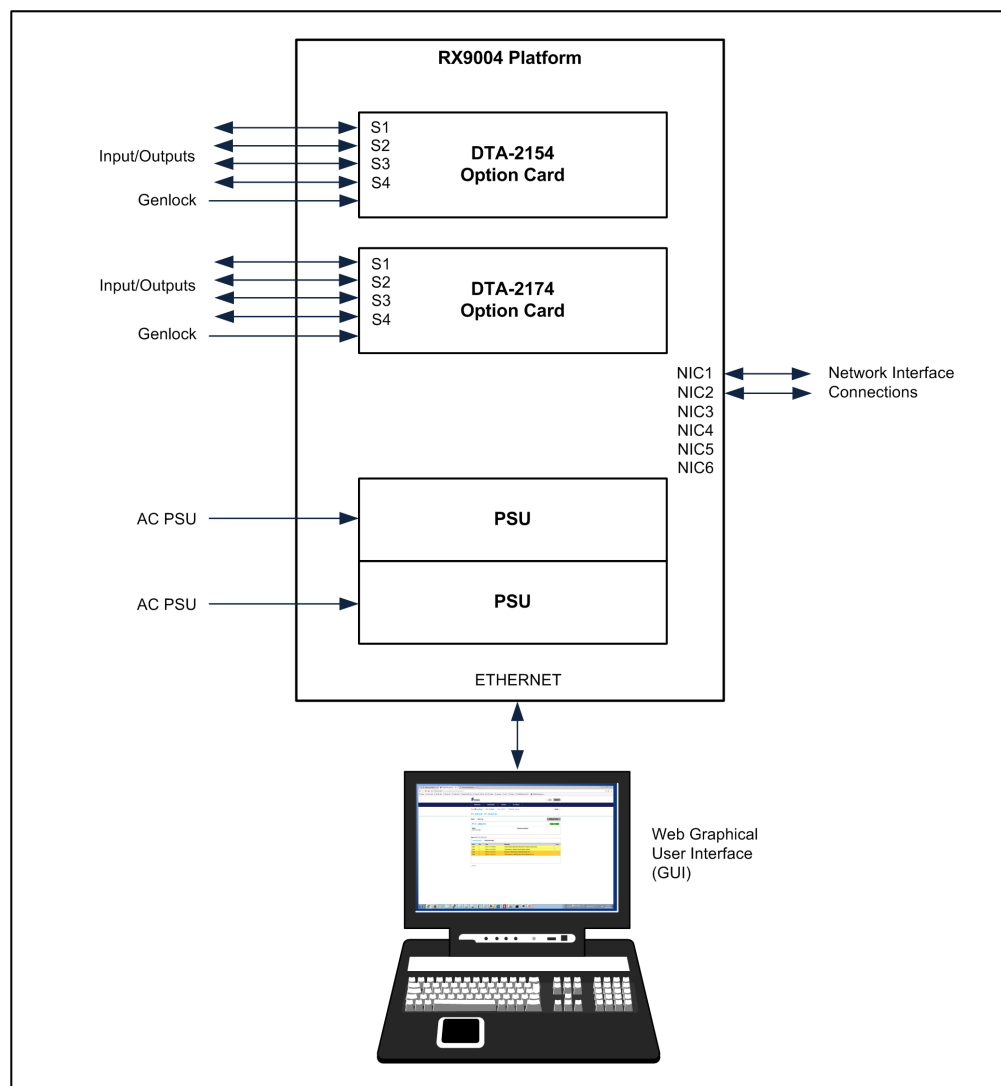 RX9004 Platform
Input/Outputs
Genlock
S1
S2
S3
S4
DTA-2154
Option Card
Input/Outputs
Genlock
S1
S2
S3
S4
DTA-2174
Option Card
NIC1
NIC2
NIC3
NIC4
NIC5
NIC6
Network Interface
Connections
AC PSU
PSU
AC PSU
PSU
ETHERNET
Web Graphical
User Interface
(GUI)